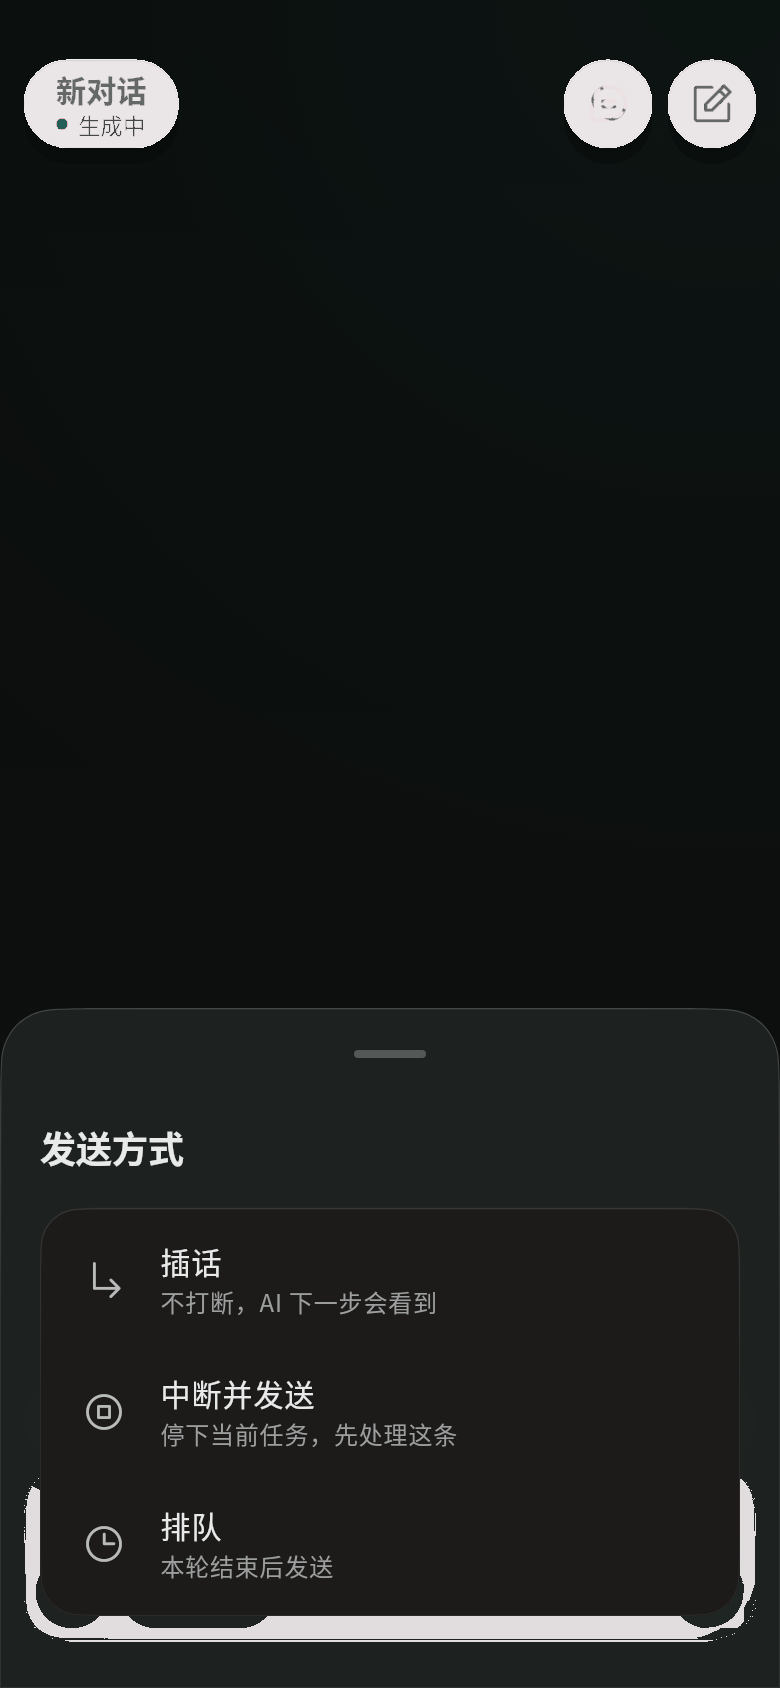 新对话
生成中
发送方式
插话
不打断，AI 下一步会看到
中断并发送
停下当前任务，先处理这条
排队
本轮结束后发送